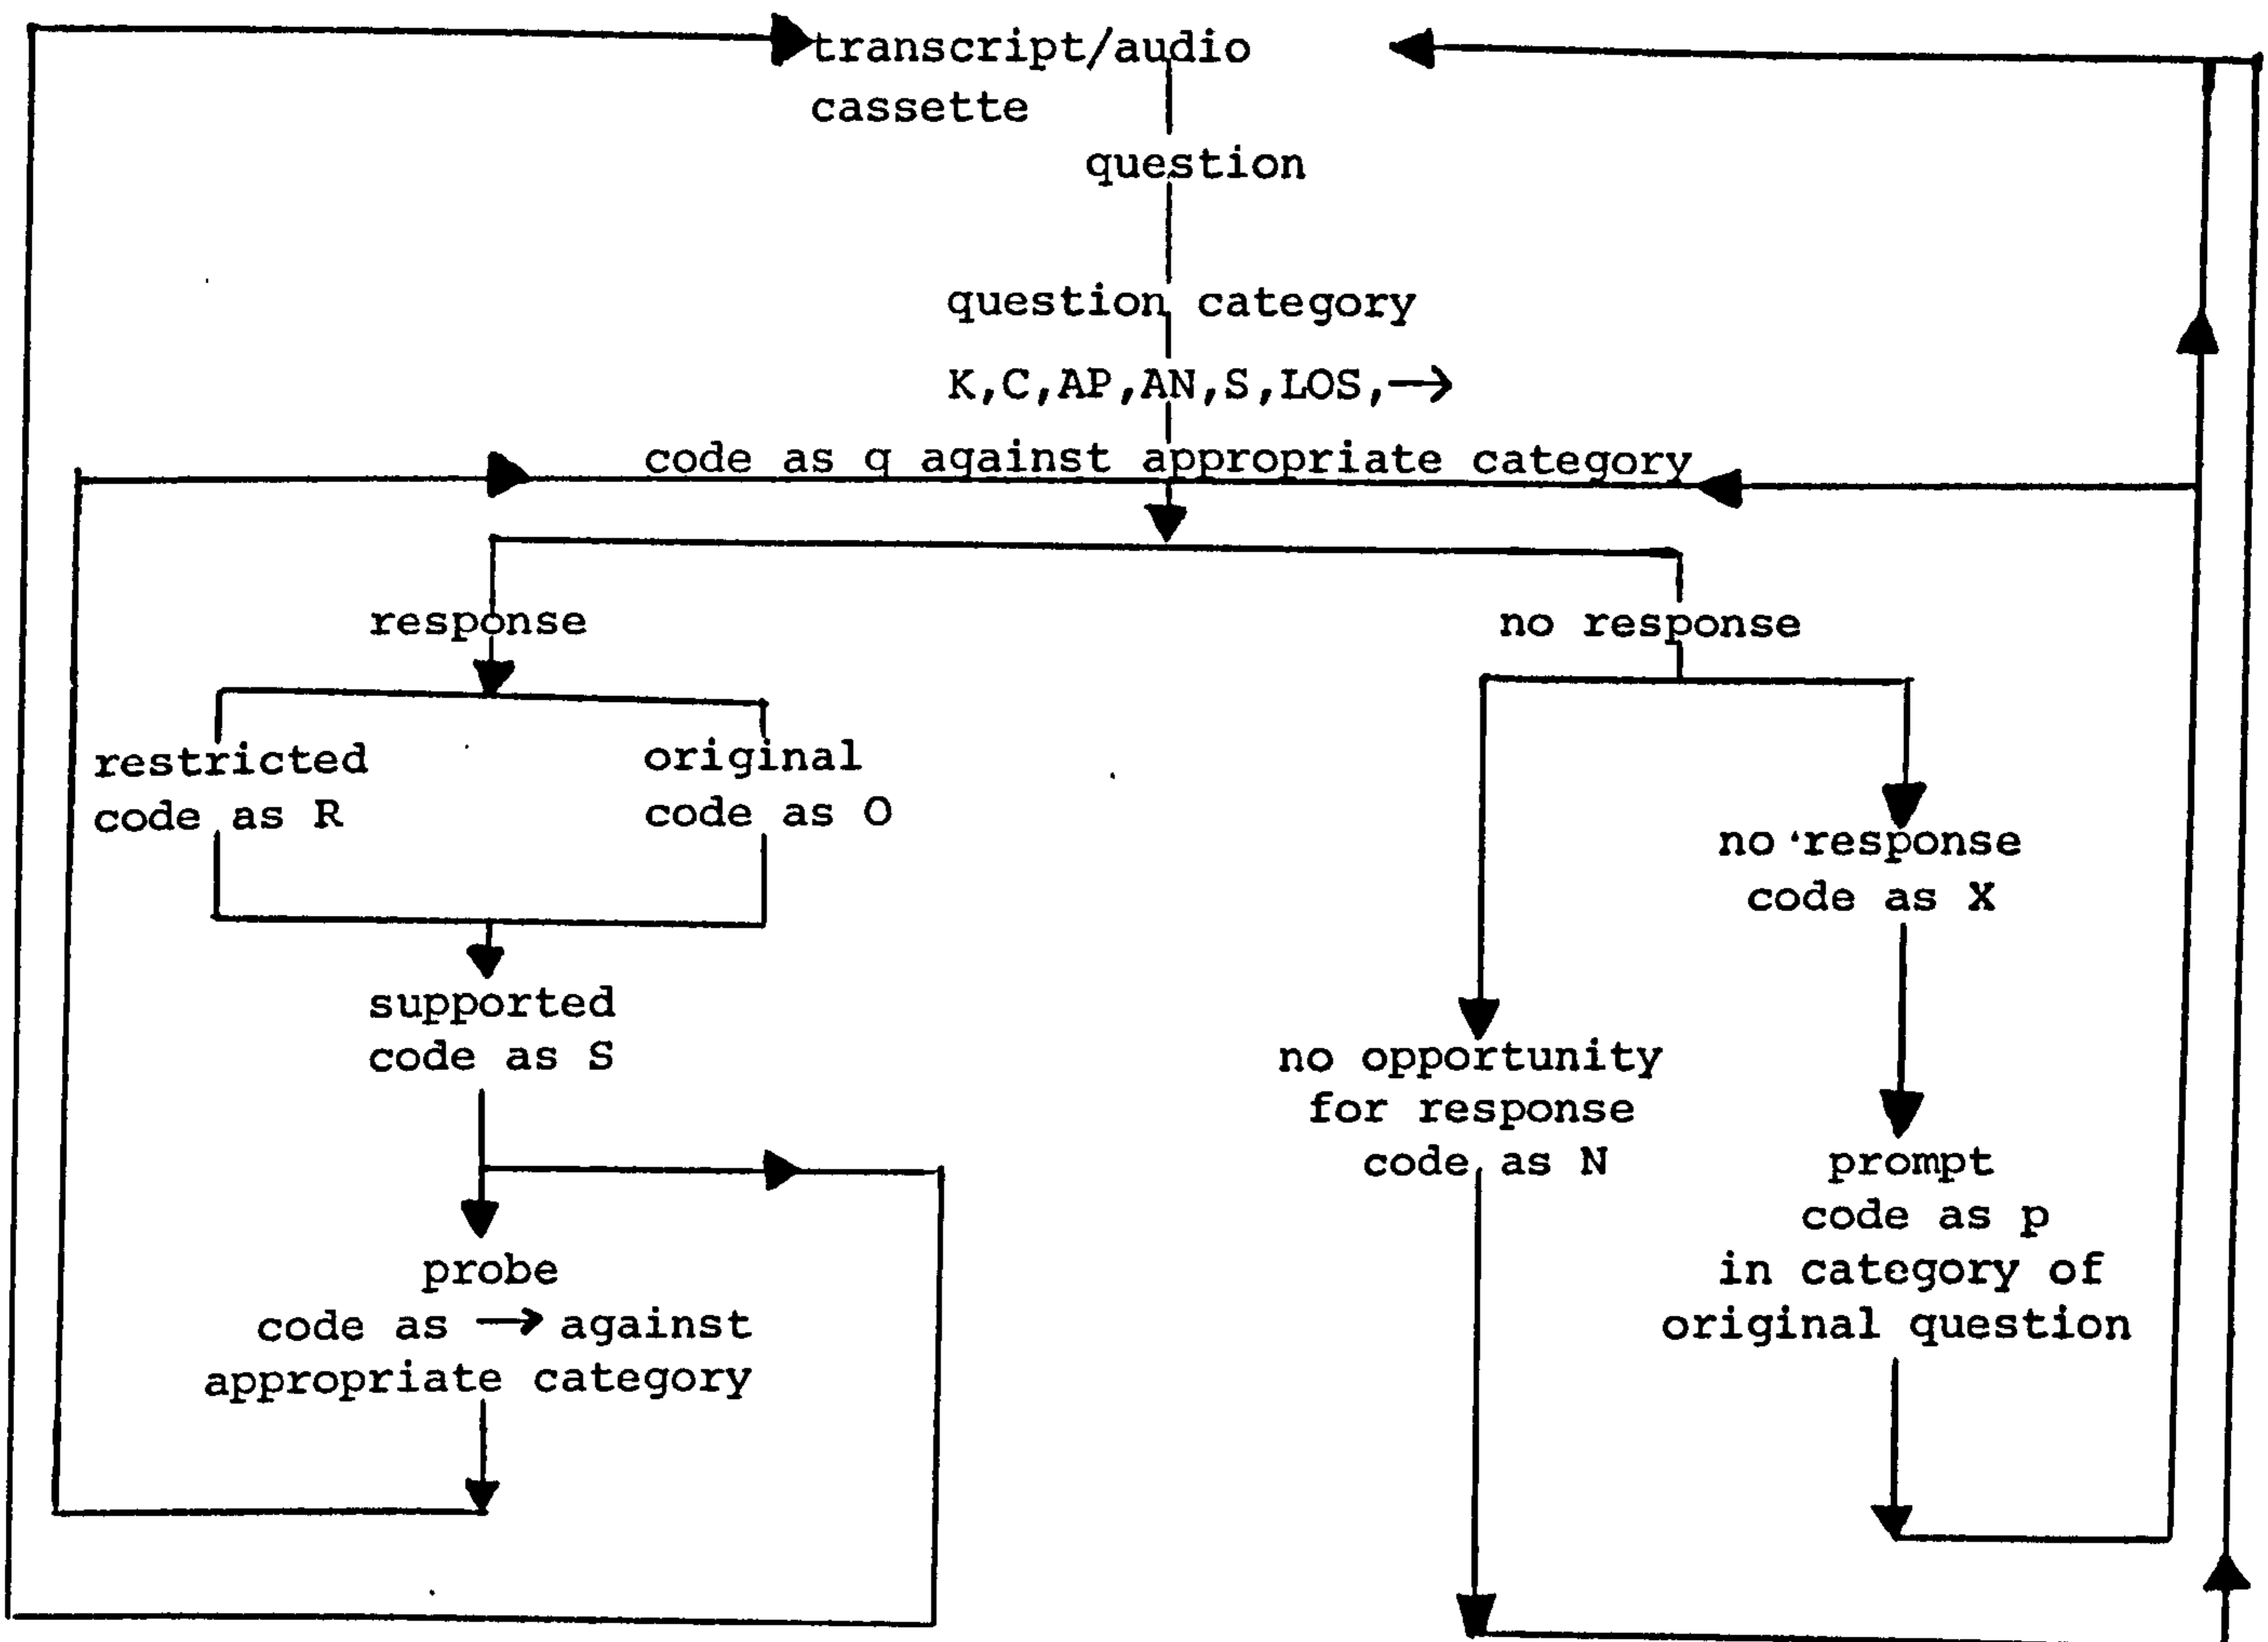 transcript/audio
cassette
question
question category
K,C,AP,AN,S,LOS,→
code as q against appropriate category
response
no response
restricted
code as R
original
code as O
no response
code as X
supported
code as S
no opportunity
for response
code as N
prompt
code as p
in category of
original question
probe
code as → against
appropriate category